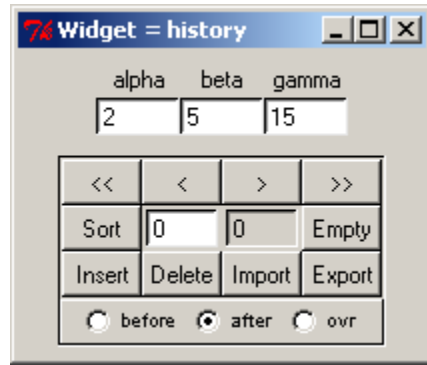 Widget = history
alpha beta gamma
2 5 15
<< < > >>
Sort 0 0 Empty
Insert Delete Import Export
before after ovr